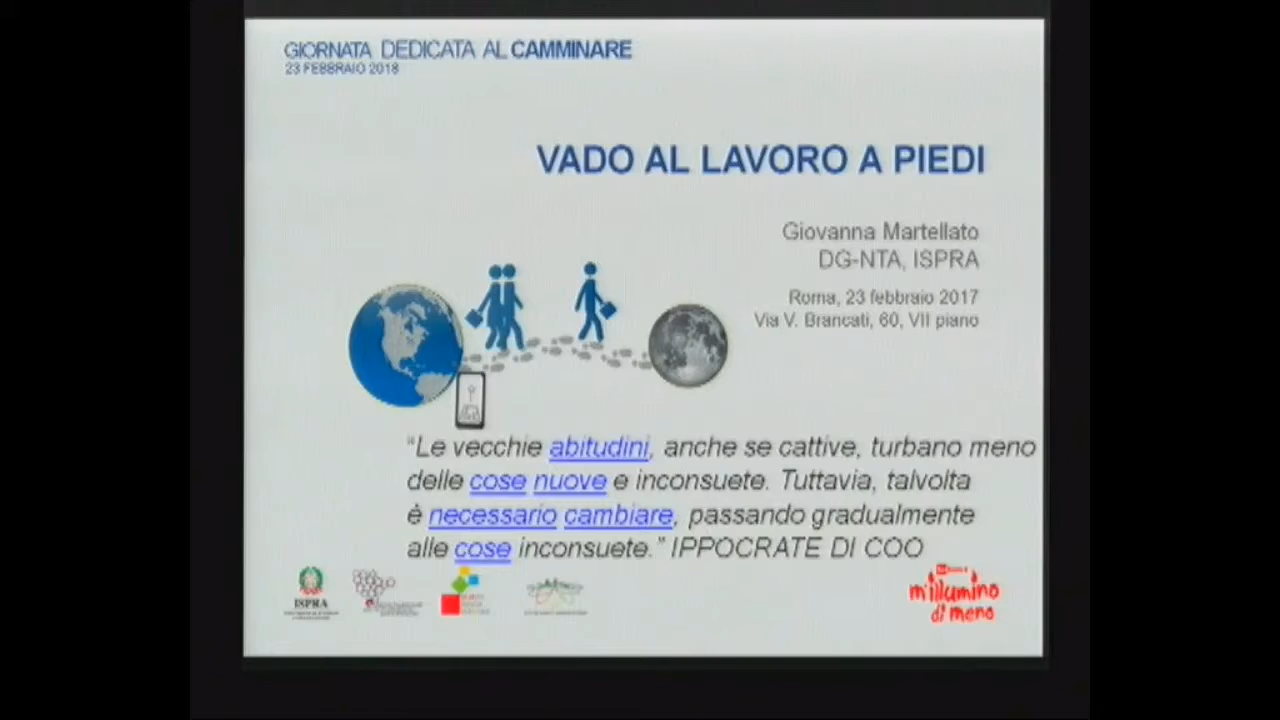 GIORNATA DEDICATA AL CAMMINARE
23 FEBBRAIO 2018
VADO AL LAVORO A PIEDI
Giovanna Martellato
DG-NTA, ISPRA
Roma, 23 febbraio 2017
Via V. Brancati, 60, VII piano
“Le vecchie abitudini, anche se cattive, turbano meno
delle cose nuove e inconsuete. Tuttavia, talvolta
è necessario cambiare, passando gradualmente
alle cose inconsuete.” IPPOCRATE DI COO
ISPRA
m'illumino
di meno